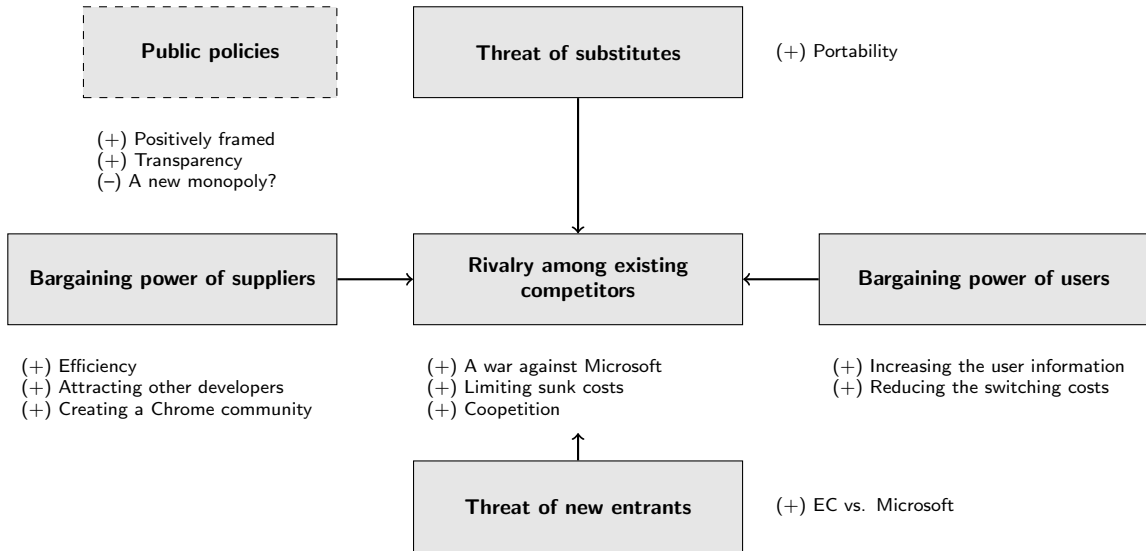 Public policies
Threat of substitutes
(+) Portability
(+) Positively framed
(+) Transparency
(–) A new monopoly?
Bargaining power of suppliers
Rivalry among existing
competitors
Bargaining power of users
(+) Efficiency
(+) Attracting other developers
(+) Creating a Chrome community
(+) A war against Microsoft
(+) Limiting sunk costs
(+) Coopetition
(+) Increasing the user information
(+) Reducing the switching costs
Threat of new entrants
(+) EC vs. Microsoft